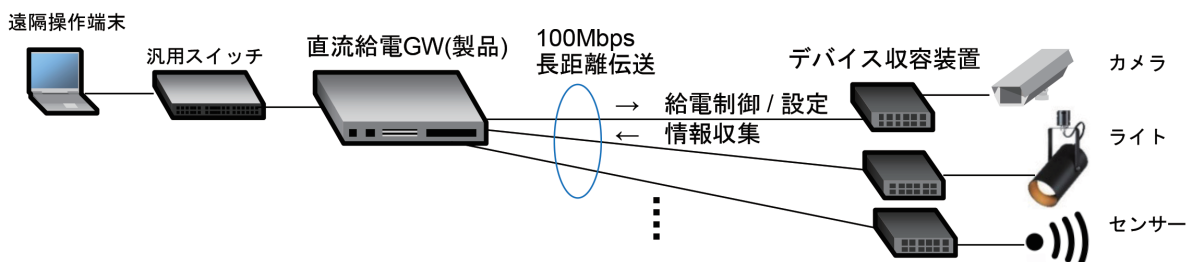 遠隔操作端末
汎用スイッチ
直流給電GW(製品)
100Mbps
長距離伝送
→ 給電制御 / 設定
← 情報収集
デバイス収容装置
カメラ
ライト
センサー